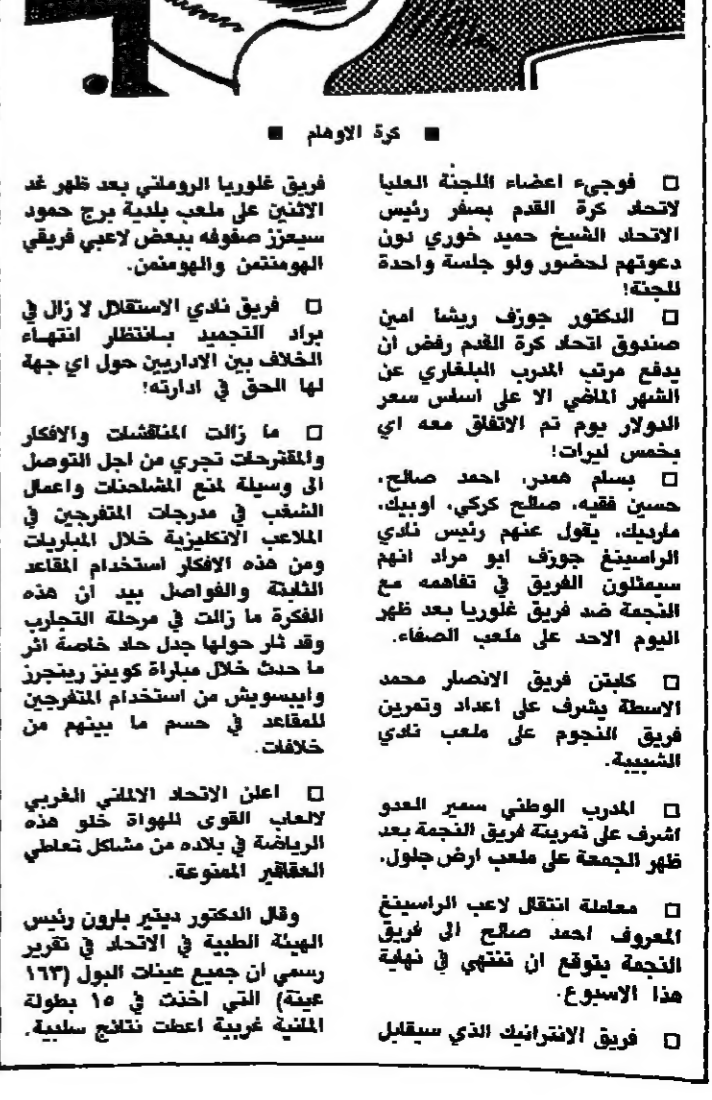 ■ كرة الاوهام ■
□ فوجىء اعضاء اللجنة العليا
لاتحاد كرة القدم بسفر رئيس
الاتحاد الشيخ حميد خوري دون
دعوتهم لحضور ولو جلسة واحدة
للجنة!
□ الدكتور جوزف ريشا امين
صندوق اتحاد كرة القدم رفض ان
يدفع مرتب المدرب البلغاري عن
الشهر الماضي الا على اساس سعر
الدولار يوم تم الاتفاق معه اي
بخمس ليرات!
□ بسام همدر، احمد صالح،
حسين فقيه، صالح كركي، اوبيك،
مارديك، يقول عنهم رئيس نادي
الراسينغ جوزف ابو مراد انهم
سيمثلون الفريق في تفاهمه مع
النجمة ضد فريق غلوريا بعد ظهر
اليوم الاحد على ملعب الصفاء.
□ كابتن فريق الانصار محمد
الاسطة يشرف على اعداد وتمرين
فريق النجوم على ملعب نادي
الشبيبة.
□ المدرب الوطني سمير العدو
اشرف على تمرينة فريق النجمة بعد
ظهر الجمعة على ملعب ارض جلول.
□ معاملة انتقال لاعب الراسينغ
المعروف احمد صالح الى فريق
النجمة يتوقع ان تنتهي في نهاية
هذا الاسبوع.
□ فريق الانترانيك الذي سيقابل
فريق غلوريا الروماني بعد ظهر غد
الاثنين على ملعب بلدية برج حمود
سيعزز صفوفه ببعض لاعبي فريقي
الهومنتمن والهومنمن.
□ فريق نادي الاستقلال لا زال في
براد التجميد بانتظار انتهاء
الخلاف بين الاداريين حول اي جهة
لها الحق في ادارته!
□ ما زالت المناقشات والافكار
والمقترحات تجري من اجل التوصل
الى وسيلة لمنع المشاحنات واعمال
الشغب في مدرجات المتفرجين في
الملاعب الانكليزية خلال المباريات
ومن هذه الافكار استخدام المقاعد
الثابتة والفواصل بيد ان هذه
الفكرة ما زالت في مرحلة التجارب
وقد ثار حولها جدل حاد خاصة اثر
ما حدث خلال مباراة كوينز رينجرز
وايبسويش من استخدام المتفرجين
للمقاعد في حسم ما بينهم من
خلافات.
□ اعلن الاتحاد الالماني الغربي
لالعاب القوى للهواة خلو هذه
الرياضة في بلاده من مشاكل تعاطي
العقاقير الممنوعة.
وقال الدكتور ديتير بارون رئيس
الهيئة الطبية في الاتحاد في تقرير
رسمي ان جميع عينات البول (١٦٣
عينة) التي اخذت في ١٥ بطولة
المانية غربية اعطت نتائج سلبية.